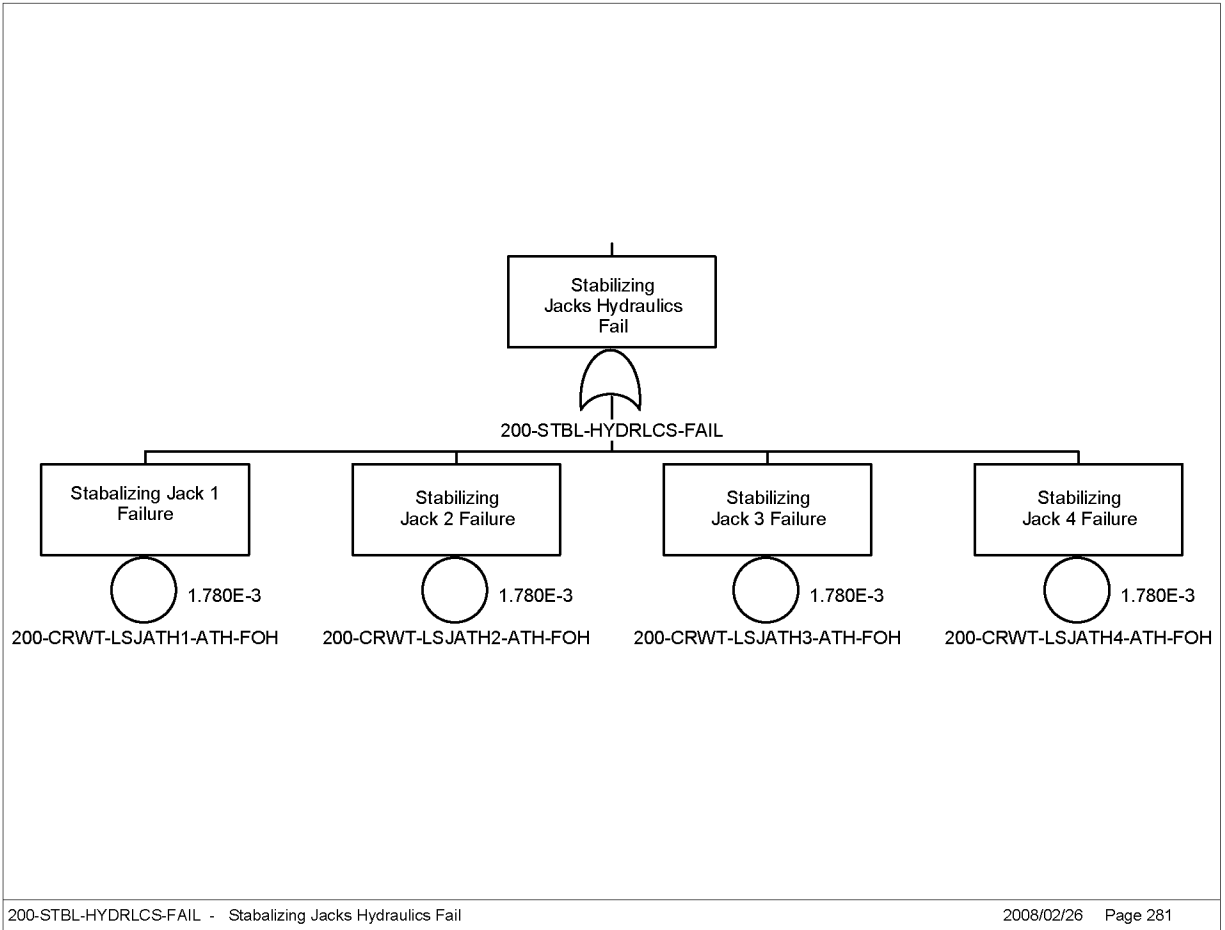 Stabilizing
Jacks Hydraulics
Fail
200-STBL-HYDRLCS-FAIL
Stabalizing Jack 1
Failure
Stabilizing
Jack 2 Failure
Stabilizing
Jack 3 Failure
Stabilizing
Jack 4 Failure
1.780E-3
1.780E-3
1.780E-3
1.780E-3
200-CRWT-LSJATH1-ATH-FOH
200-CRWT-LSJATH2-ATH-FOH
200-CRWT-LSJATH3-ATH-FOH
200-CRWT-LSJATH4-ATH-FOH
200-STBL-HYDRLCS-FAIL - Stabalizing Jacks Hydraulics Fail
2008/02/26 Page 281